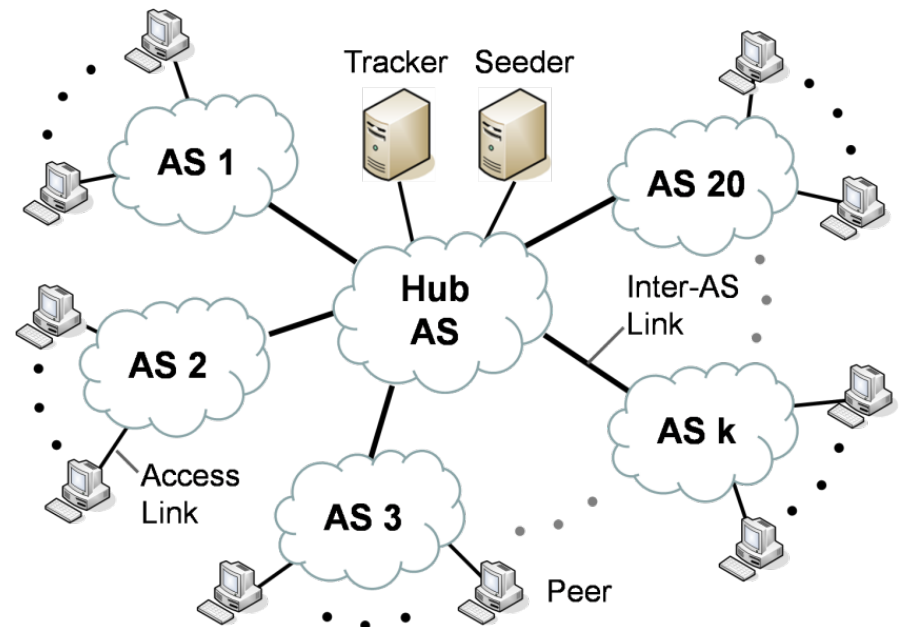 Tracker
Seeder
AS 1
AS 20
Hub
AS
Inter-AS
Link
AS 2
AS k
Access
Link
AS 3
Peer